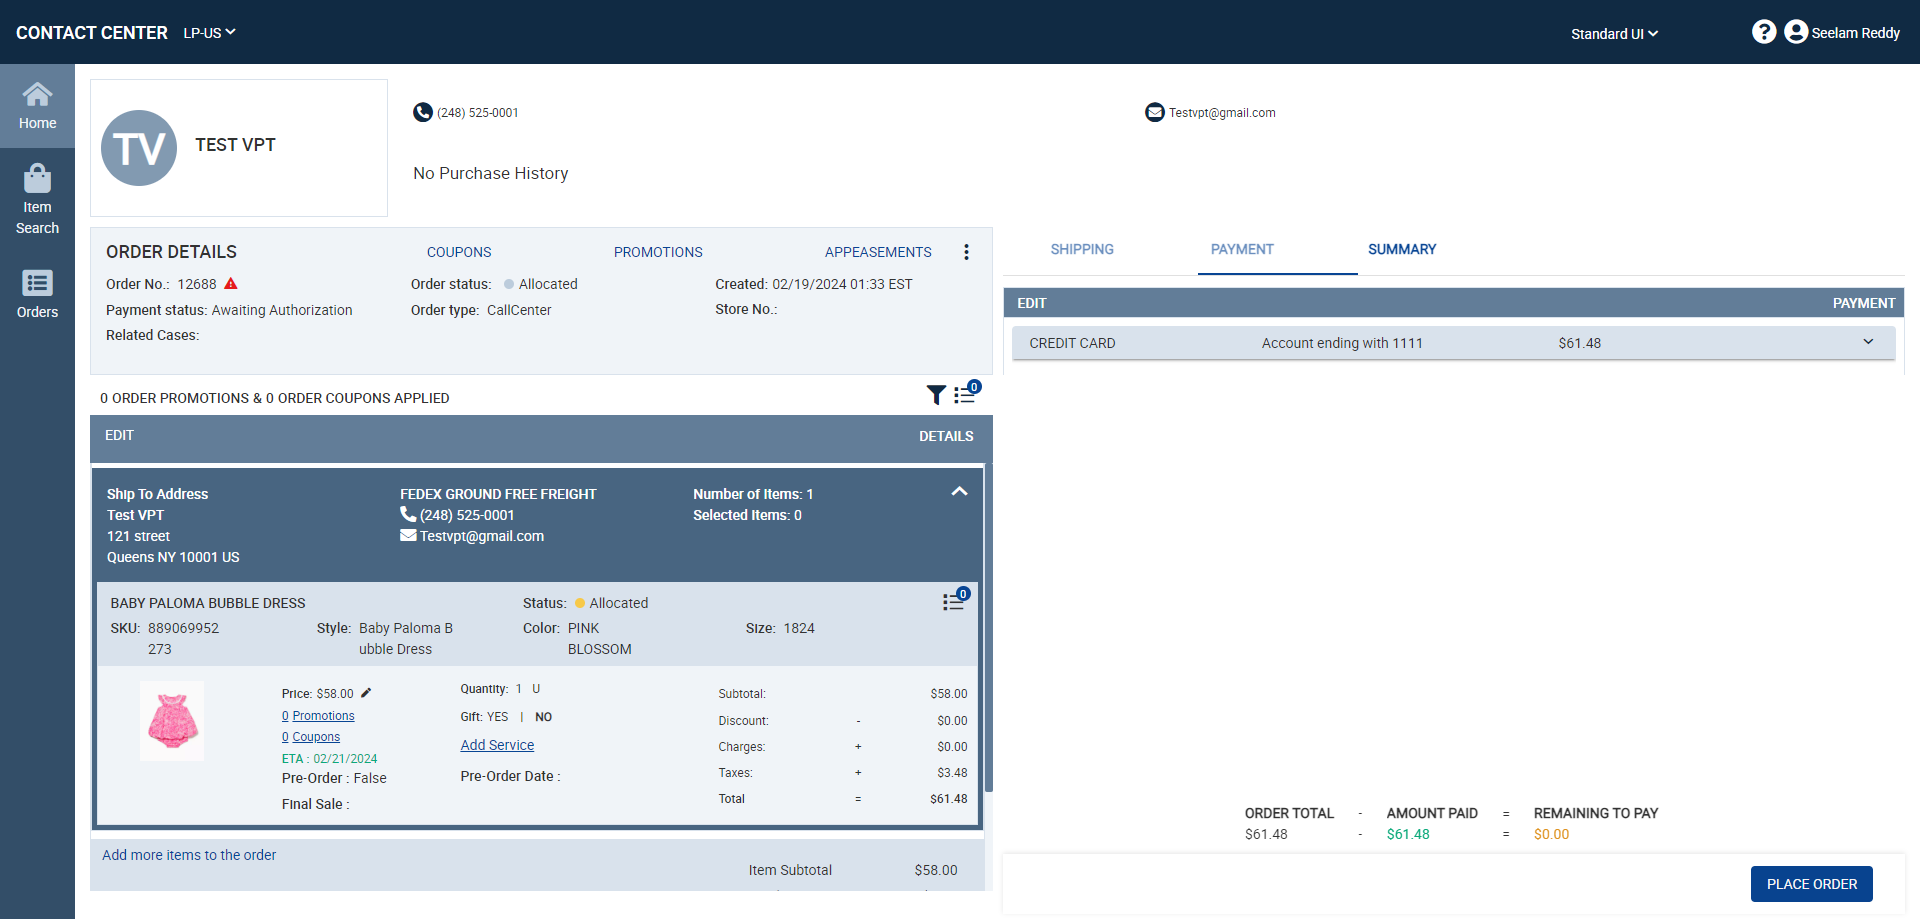 CONTACT CENTER LP-US
Standard UI
Seelam Reddy
Home
Item
Search
Orders
TV
TEST VPT
(248) 525-0001
Testvpt@gmail.com
No Purchase History
ORDER DETAILS
COUPONS
PROMOTIONS
APPEASEMENTS
Order No.: 12688
Order status: Allocated
Created: 02/19/2024 01:33 EST
Payment status: Awaiting Authorization
Order type: CallCenter
Store No.:
Related Cases:
0 ORDER PROMOTIONS & 0 ORDER COUPONS APPLIED
0
EDIT
DETAILS
Ship To Address
Test VPT
121 street
Queens NY 10001 US
FEDEX GROUND FREE FREIGHT
(248) 525-0001
Testvpt@gmail.com
Number of Items: 1
Selected Items: 0
BABY PALOMA BUBBLE DRESS
Status: Allocated
0
SKU: 889069952
273
Style: Baby Paloma B
ubble Dress
Color: PINK
BLOSSOM
Size: 1824
Price: $58.00
0 Promotions
0 Coupons
ETA : 02/21/2024
Pre-Order : False
Final Sale :
Quantity: 1 U
Gift: YES | NO
Add Service
Pre-Order Date :
Subtotal: $58.00
Discount: - $0.00
Charges: + $0.00
Taxes: + $3.48
Total = $61.48
Add more items to the order
Item Subtotal $58.00
SHIPPING
PAYMENT
SUMMARY
EDIT
PAYMENT
CREDIT CARD Account ending with 1111 $61.48
ORDER TOTAL - AMOUNT PAID = REMAINING TO PAY
$61.48 - $61.48 = $0.00
PLACE ORDER